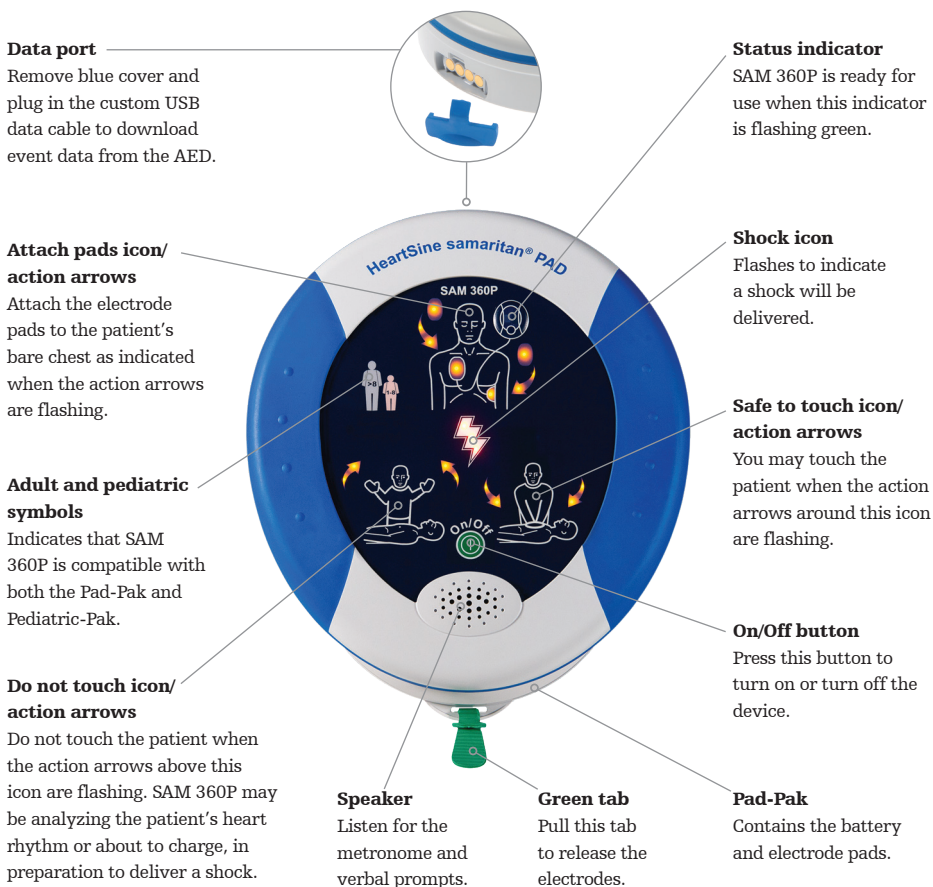 Data port
Remove blue cover and
plug in the custom USB
data cable to download
event data from the AED.
Status indicator
SAM 360P is ready for
use when this indicator
is flashing green.
Attach pads icon/
action arrows
Attach the electrode
pads to the patient's
bare chest as indicated
when the action arrows
are flashing.
Shock icon
Flashes to indicate
a shock will be
delivered.
HeartSine samaritan® PAD
SAM 360P
>8
1-8
On/Off
Adult and pediatric
symbols
Indicates that SAM
360P is compatible with
both the Pad-Pak and
Pediatric-Pak.
Safe to touch icon/
action arrows
You may touch the
patient when the action
arrows around this icon
are flashing.
Do not touch icon/
action arrows
Do not touch the patient when
the action arrows above this
icon are flashing. SAM 360P may
be analyzing the patient's heart
rhythm or about to charge, in
preparation to deliver a shock.
On/Off button
Press this button to
turn on or turn off the
device.
Speaker
Listen for the
metronome and
verbal prompts.
Green tab
Pull this tab
to release the
electrodes.
Pad-Pak
Contains the battery
and electrode pads.